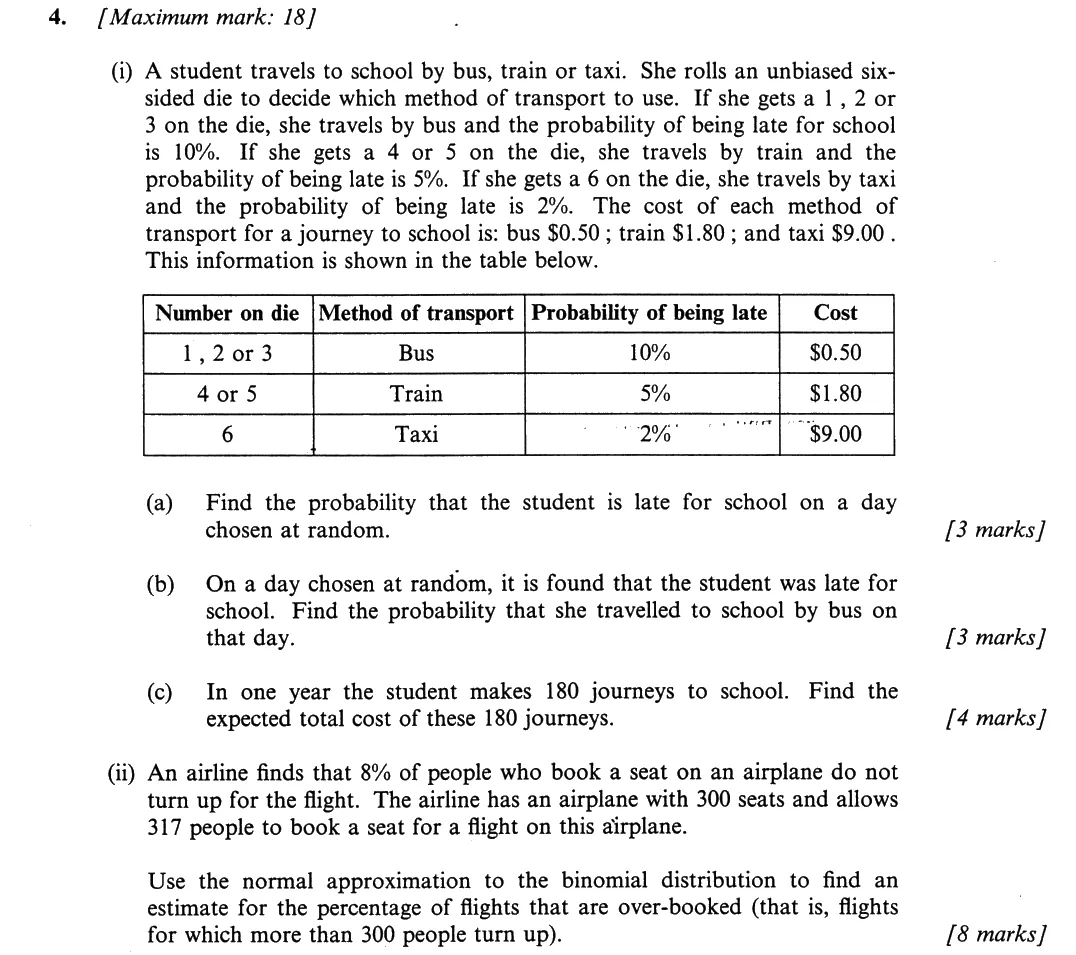 4. [Maximum mark: 18]
(i) A student travels to school by bus, train or taxi. She rolls an unbiased six-
sided die to decide which method of transport to use. If she gets a 1 , 2 or
3 on the die, she travels by bus and the probability of being late for school
is 10%. If she gets a 4 or 5 on the die, she travels by train and the
probability of being late is 5%. If she gets a 6 on the die, she travels by taxi
and the probability of being late is 2%. The cost of each method of
transport for a journey to school is: bus $0.50 ; train $1.80 ; and taxi $9.00 .
This information is shown in the table below.
Number on die Method of transport Probability of being late Cost
1 , 2 or 3 Bus 10% $0.50
4 or 5 Train 5% $1.80
6 Taxi 2% $9.00
(a) Find the probability that the student is late for school on a day
chosen at random. [3 marks]
(b) On a day chosen at random, it is found that the student was late for
school. Find the probability that she travelled to school by bus on
that day. [3 marks]
(c) In one year the student makes 180 journeys to school. Find the
expected total cost of these 180 journeys. [4 marks]
(ii) An airline finds that 8% of people who book a seat on an airplane do not
turn up for the flight. The airline has an airplane with 300 seats and allows
317 people to book a seat for a flight on this airplane.
Use the normal approximation to the binomial distribution to find an
estimate for the percentage of flights that are over-booked (that is, flights
for which more than 300 people turn up). [8 marks]